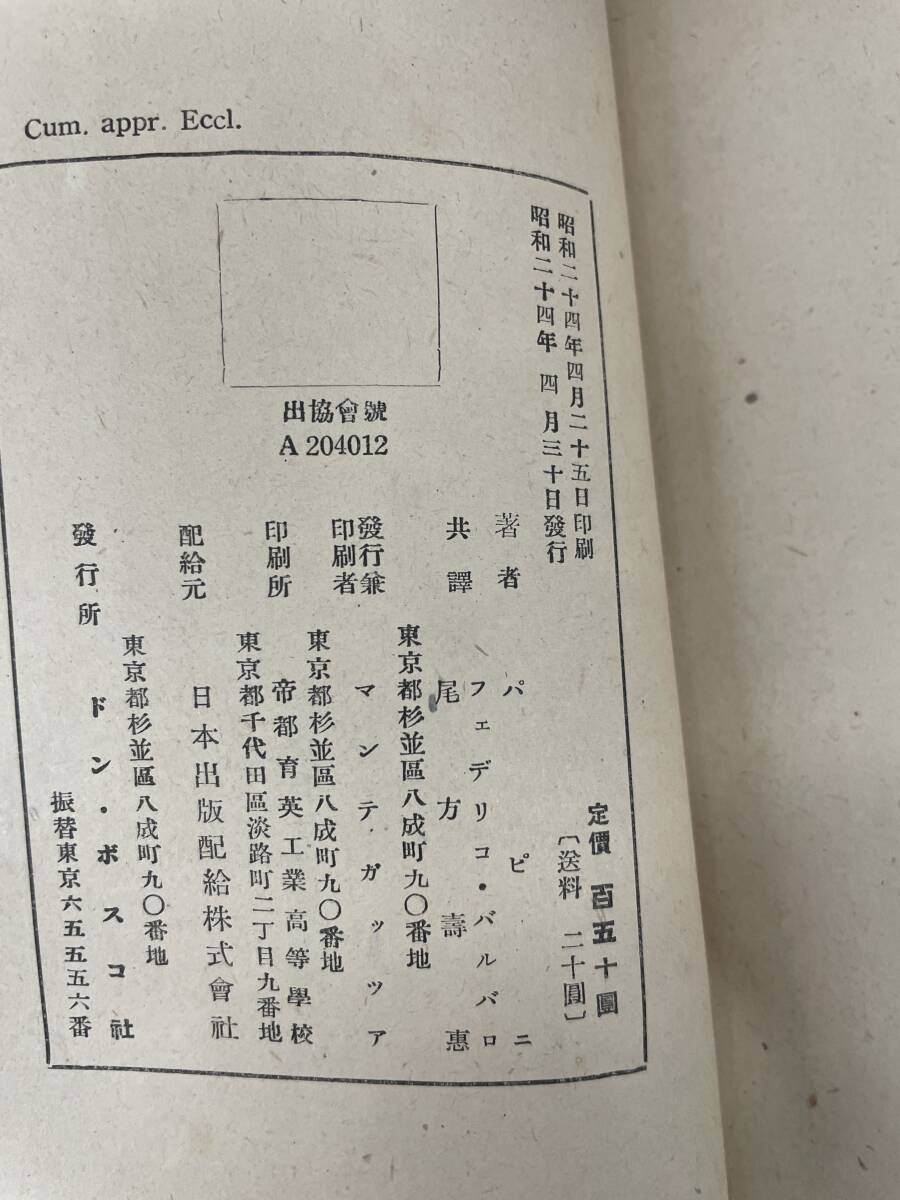 Cum. appr. Eccl.
昭和二十四年四月二十五日印刷
昭和二十四年 四 月三十日發行
定價 百五十圓
〔送料 二十圓〕
出協會號
A 204012
著者 パピニ
共譯 フェデリコ・バルバロ
尾方壽惠
東京都杉並區八成町九〇番地
發行兼
印刷者 マンテガッツア
東京都杉並區八成町九〇番地
印刷所 帝都育英工業高等學校
東京都千代田區淡路町二丁目九番地
配給元 日本出版配給株式會社
東京都杉並區八成町九〇番地
發行所 ドン・ボスコ社
振替東京六五五五六番